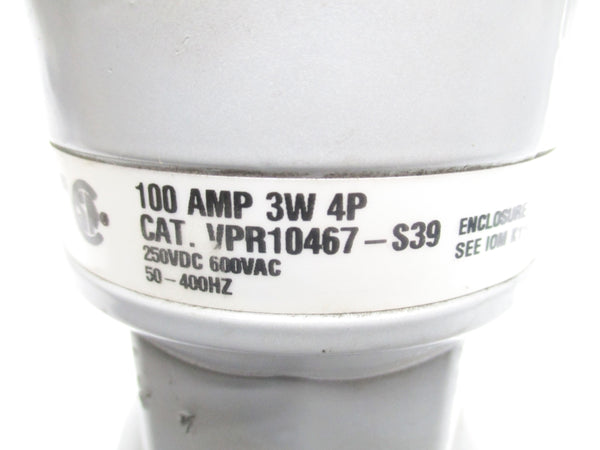 100 AMP 3W 4P
CAT. VPR10467-S39
250VDC 600VAC
50-400HZ
ENCLOSURE
SEE IOM